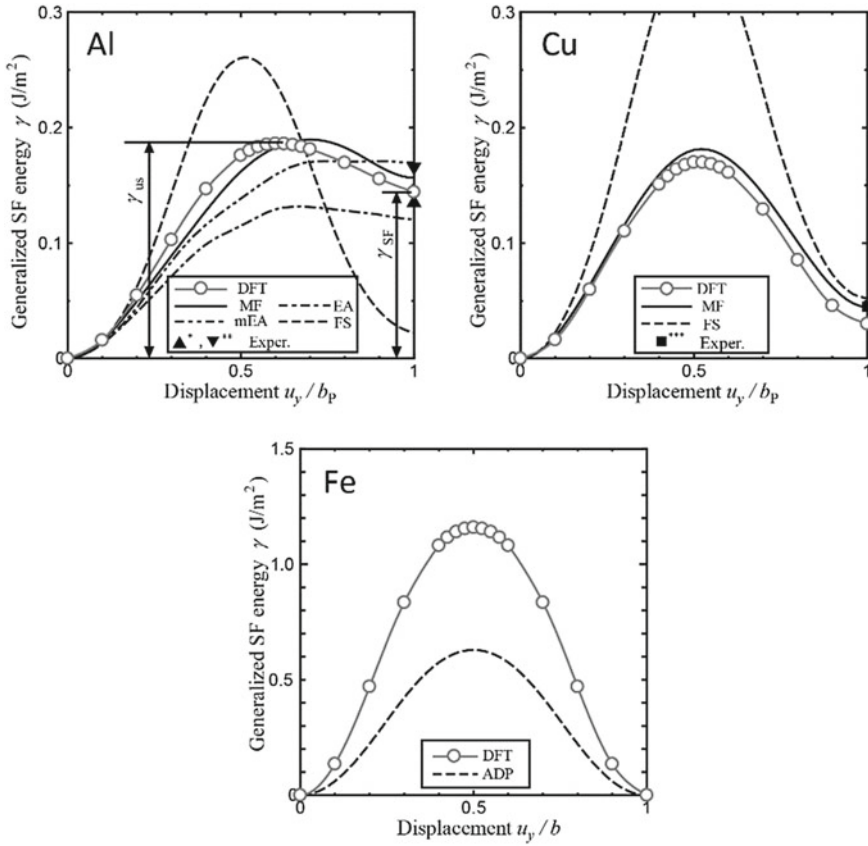 Al
Generalized SF energy γ (J/m²)
0.3
0.2
0.1
0
γus
γSF
DFT
MF
EA
mEA
FS
▲*, ▼** Exper.
0
0.5
1
Displacement uy / bP
Cu
Generalized SF energy γ (J/m²)
0.3
0.2
0.1
0
DFT
MF
FS
■*** Exper.
0
0.5
1
Displacement uy / bP
Fe
Generalized SF energy γ (J/m²)
1.5
1.0
0.5
0
DFT
ADP
0
0.5
1
Displacement uy / b